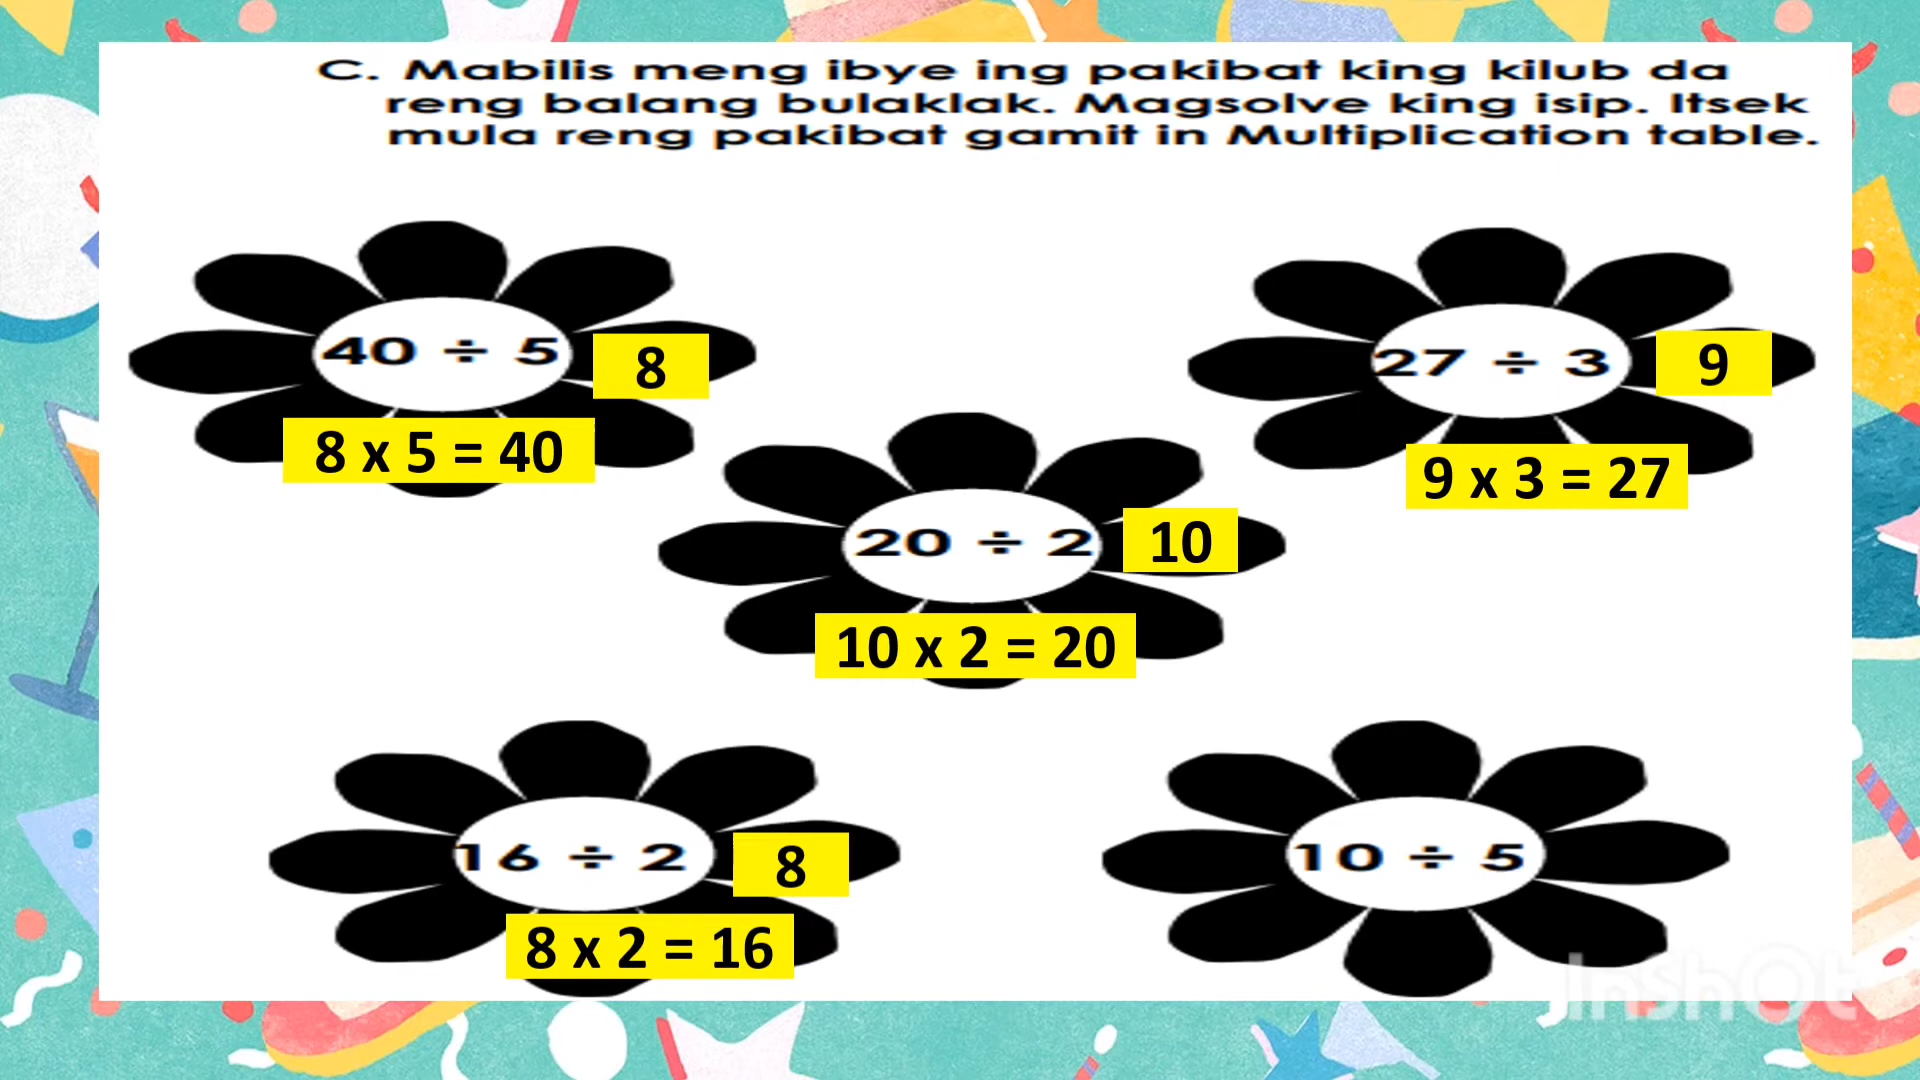 C. Mabilis meng ibye ing pakibat king kilub da
reng balang bulaklak. Magsolve king isip. Itsek
mula reng pakibat gamit in Multiplication table.
40 ÷ 5
8
8 x 5 = 40
27 ÷ 3
9
9 x 3 = 27
20 ÷ 2
10
10 x 2 = 20
16 ÷ 2
8
8 x 2 = 16
10 ÷ 5
InShOt